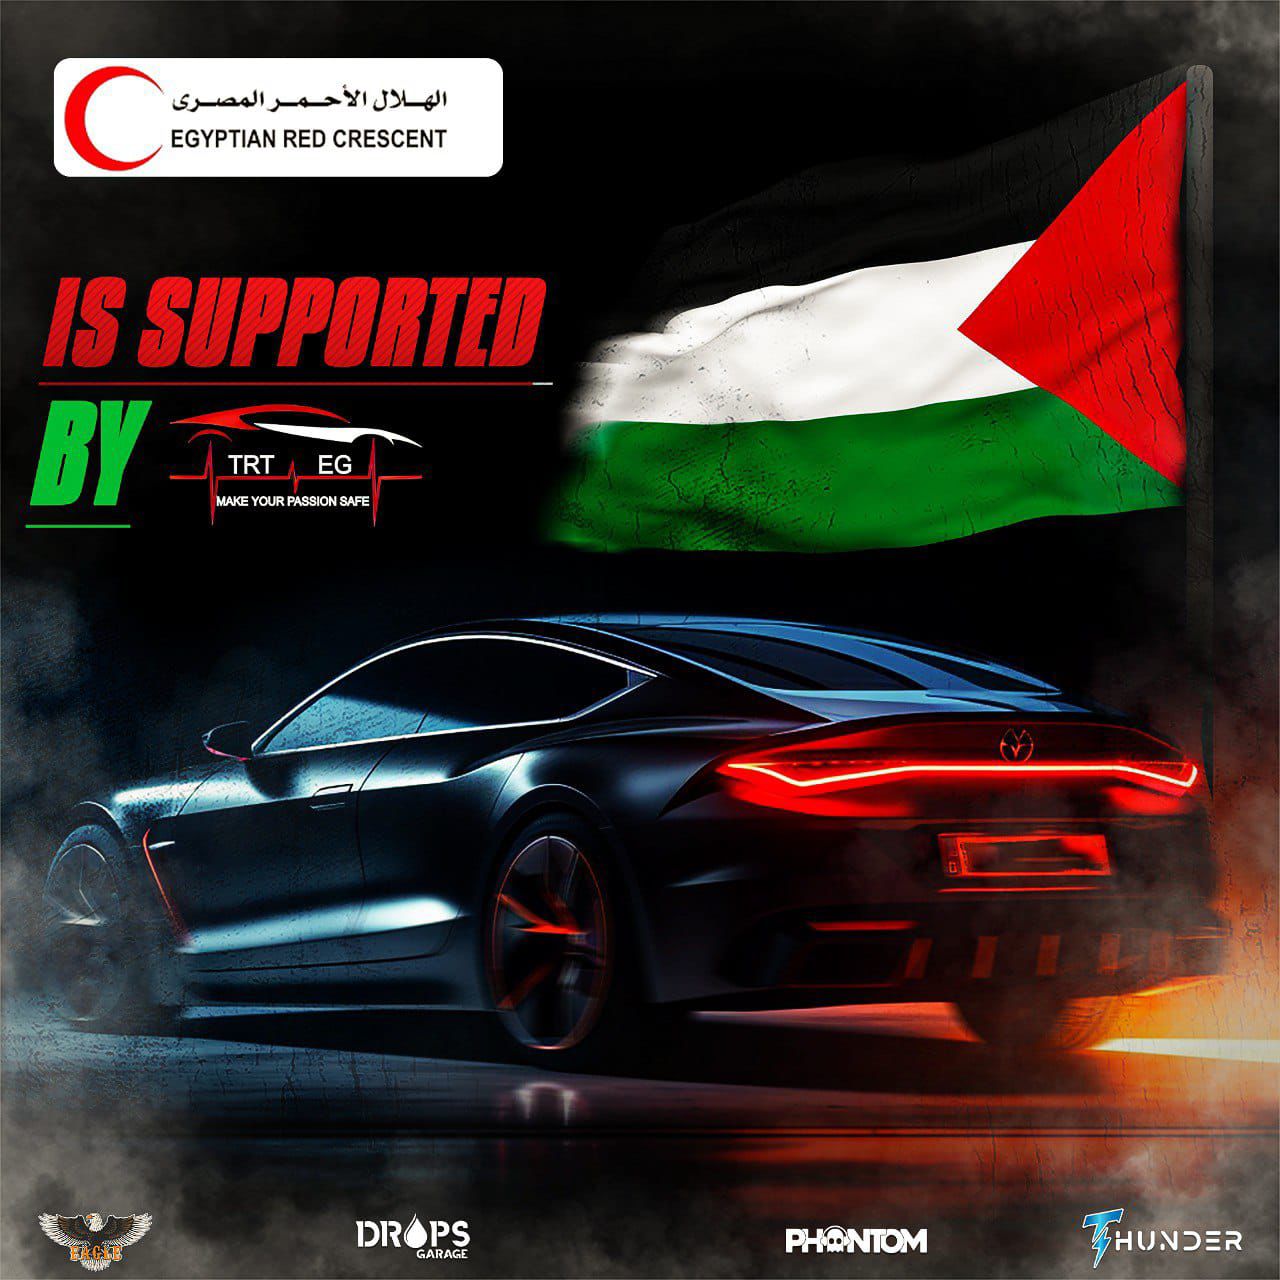 الهلال الأحمر المصرى
EGYPTIAN RED CRESCENT
IS SUPPORTED
BY
TRT EG
MAKE YOUR PASSION SAFE
EAGLE
DROPS
GARAGE
PHANTOM
THUNDER